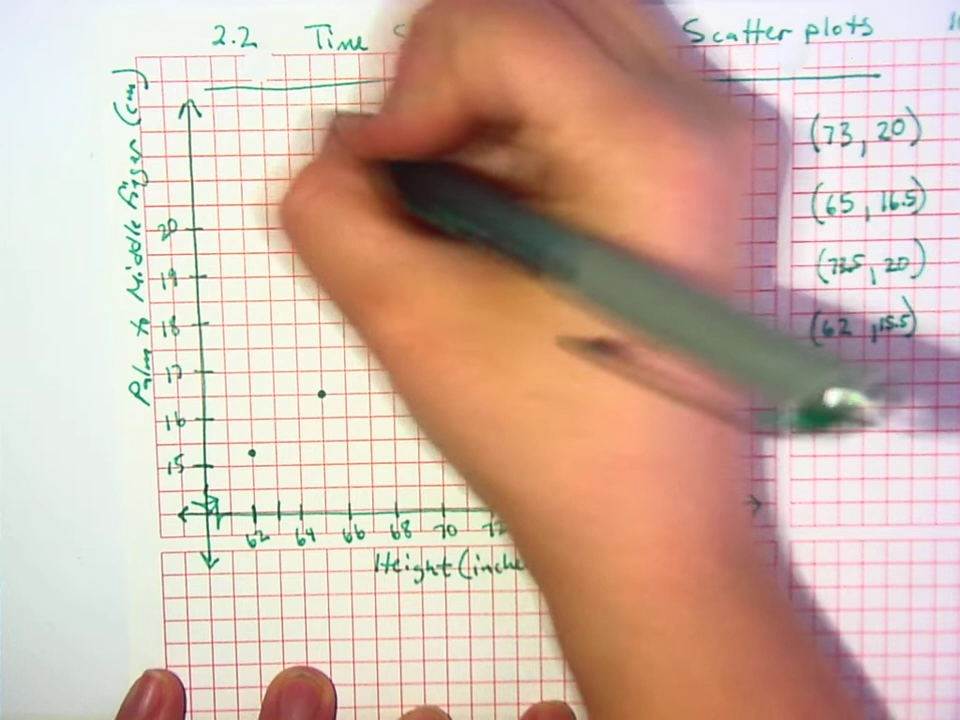 2.2 Time Scatter plots
Palm to Middle finger (cm)
(73, 20)
(65, 16.5)
(73.5, 20)
(62, 15.5)
20
19
18
17
16
15
62 64 66 68 70 72
Height (inche